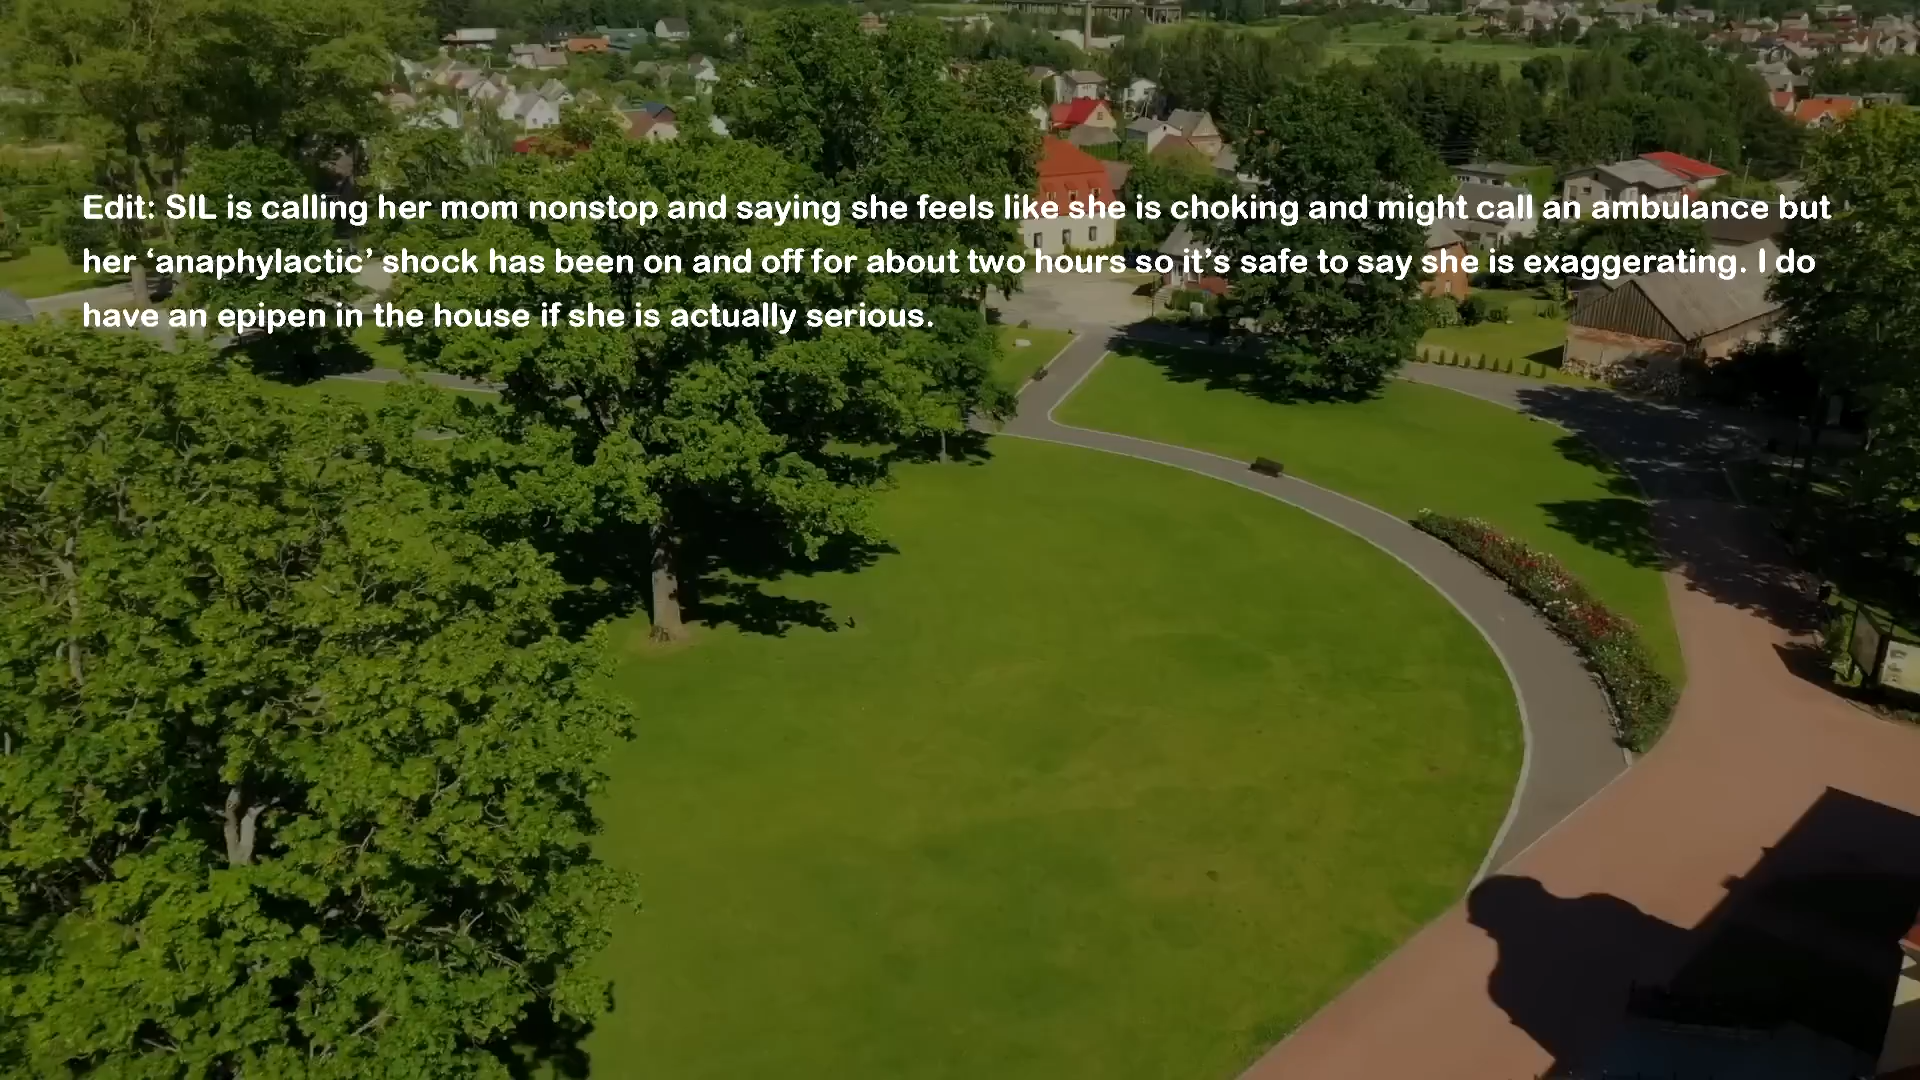 Edit: SIL is calling her mom nonstop and saying she feels like she is choking and might call an ambulance but
her ‘anaphylactic’ shock has been on and off for about two hours so it’s safe to say she is exaggerating. I do
have an epipen in the house if she is actually serious.